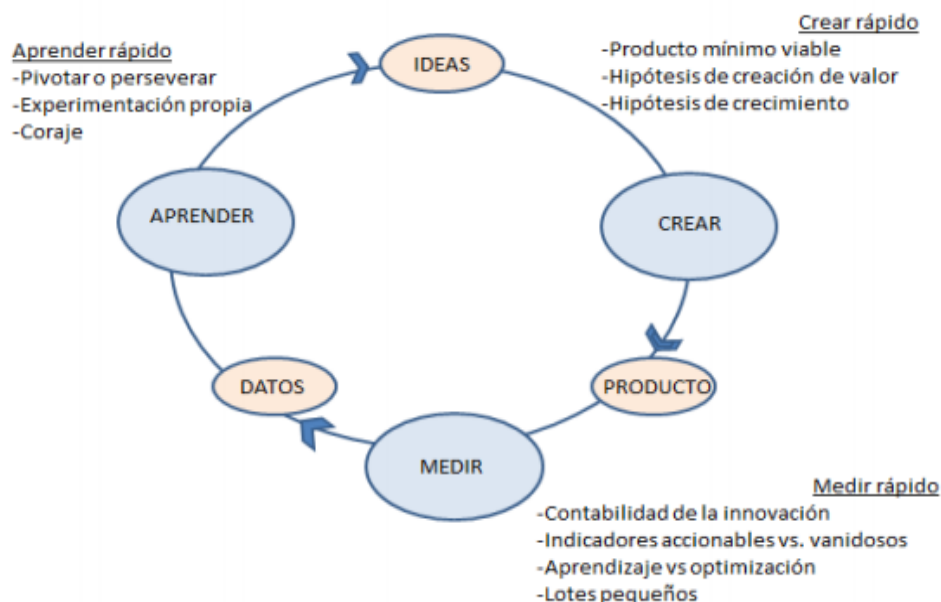 Crear rápido
-Producto mínimo viable
-Hipótesis de creación de valor
-Hipótesis de crecimiento
Aprender rápido
-Pivotar o perseverar
-Experimentación propia
-Coraje
IDEAS
APRENDER
CREAR
DATOS
PRODUCTO
MEDIR
Medir rápido
-Contabilidad de la innovación
-Indicadores accionables vs. vanidosos
-Aprendizaje vs optimización
-Lotes pequeños